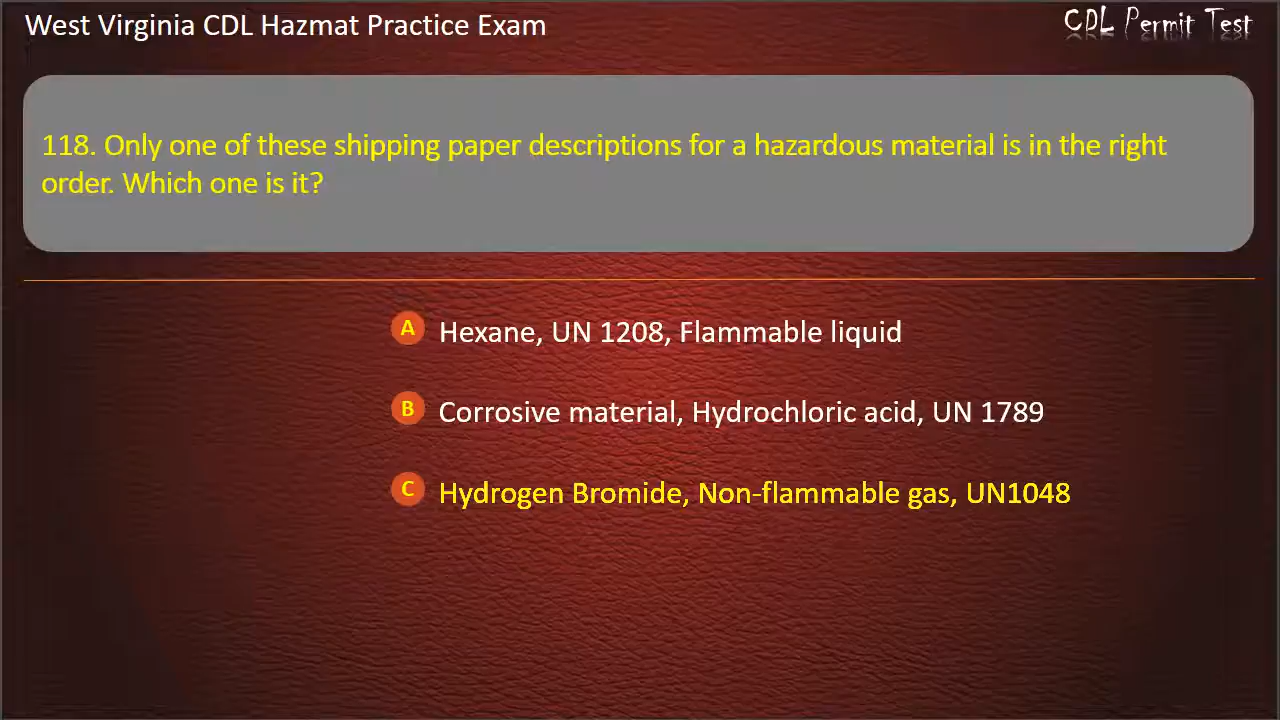 West Virginia CDL Hazmat Practice Exam
CDL Permit Test
118. Only one of these shipping paper descriptions for a hazardous material is in the right
order. Which one is it?
A Hexane, UN 1208, Flammable liquid
B Corrosive material, Hydrochloric acid, UN 1789
C Hydrogen Bromide, Non-flammable gas, UN1048